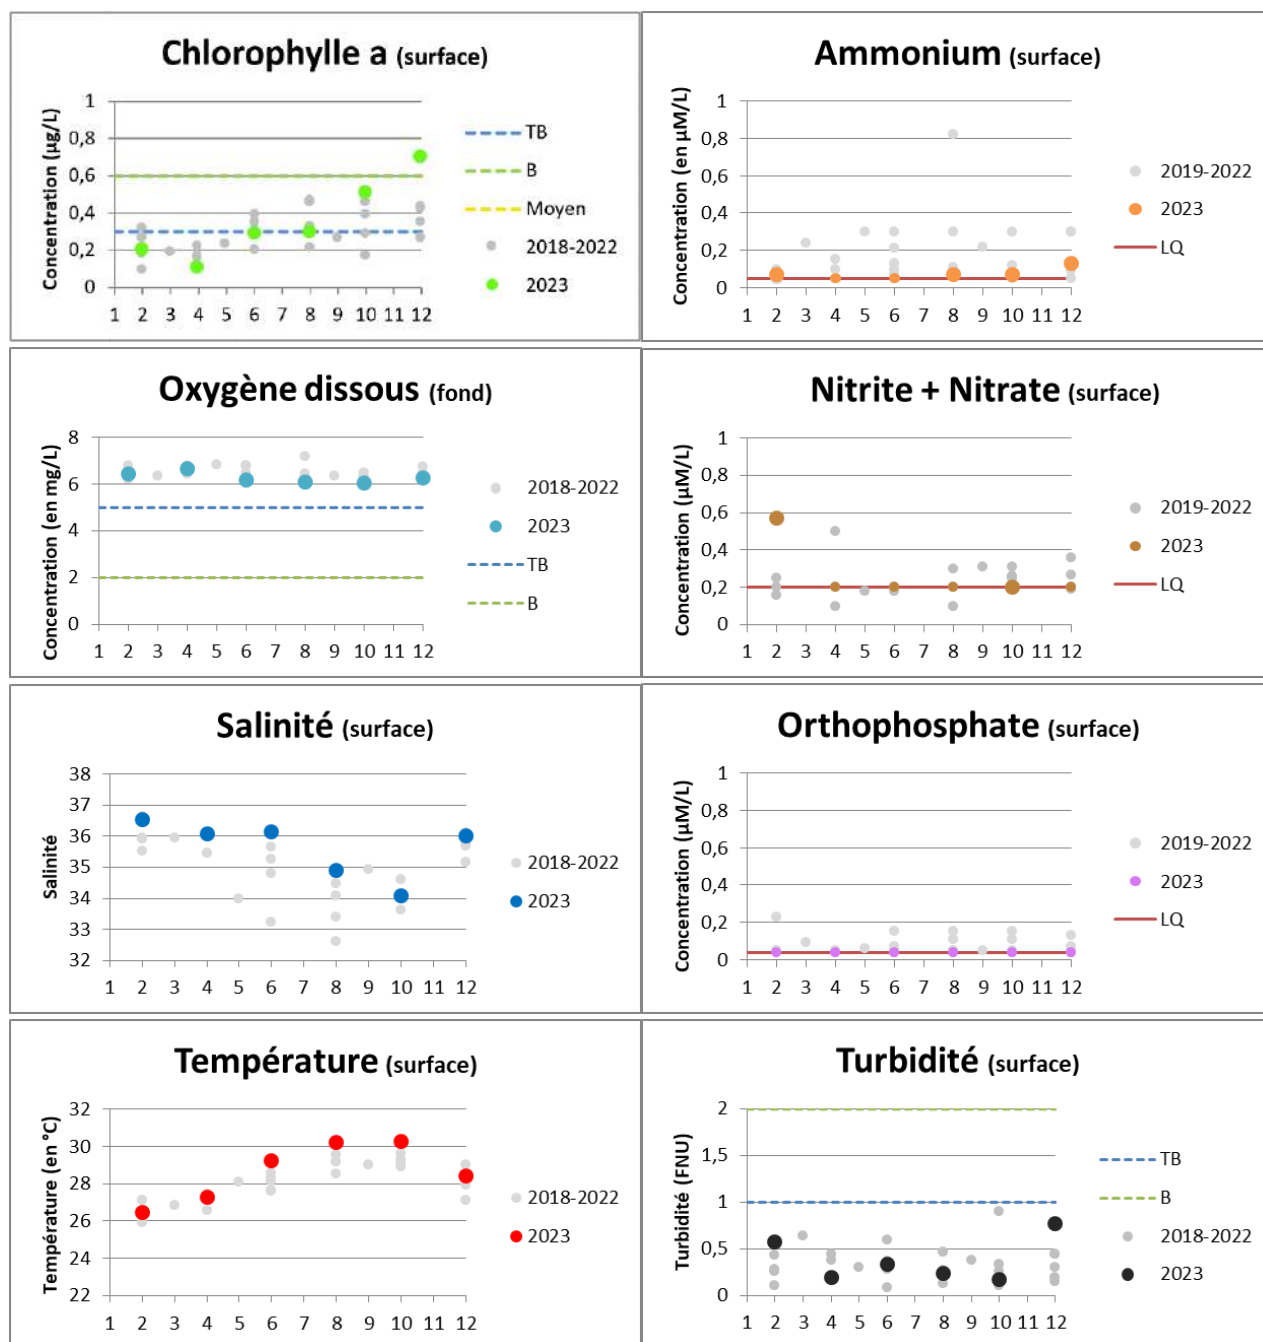 Chlorophylle a (surface)
Concentration (µg/L)
1
0,8
0,6
0,4
0,2
0
1 2 3 4 5 6 7 8 9 10 11 12
TB
B
Moyen
2018-2022
2023
Ammonium (surface)
Concentration (en µM/L)
1
0,8
0,6
0,4
0,2
0
1 2 3 4 5 6 7 8 9 10 11 12
2019-2022
2023
LQ
Oxygène dissous (fond)
Concentration (en mg/L)
8
6
4
2
0
1 2 3 4 5 6 7 8 9 10 11 12
2018-2022
2023
TB
B
Nitrite + Nitrate (surface)
Concentration (µM/L)
1
0,8
0,6
0,4
0,2
0
1 2 3 4 5 6 7 8 9 10 11 12
2019-2022
2023
LQ
Salinité (surface)
Salinité
38
37
36
35
34
33
32
1 2 3 4 5 6 7 8 9 10 11 12
2018-2022
2023
Orthophosphate (surface)
Concentration (µM/L)
1
0,8
0,6
0,4
0,2
0
1 2 3 4 5 6 7 8 9 10 11 12
2019-2022
2023
LQ
Température (surface)
Température (en °C)
32
30
28
26
24
22
1 2 3 4 5 6 7 8 9 10 11 12
2018-2022
2023
Turbidité (surface)
Turbidité (FNU)
2
1,5
1
0,5
0
1 2 3 4 5 6 7 8 9 10 11 12
TB
B
2018-2022
2023